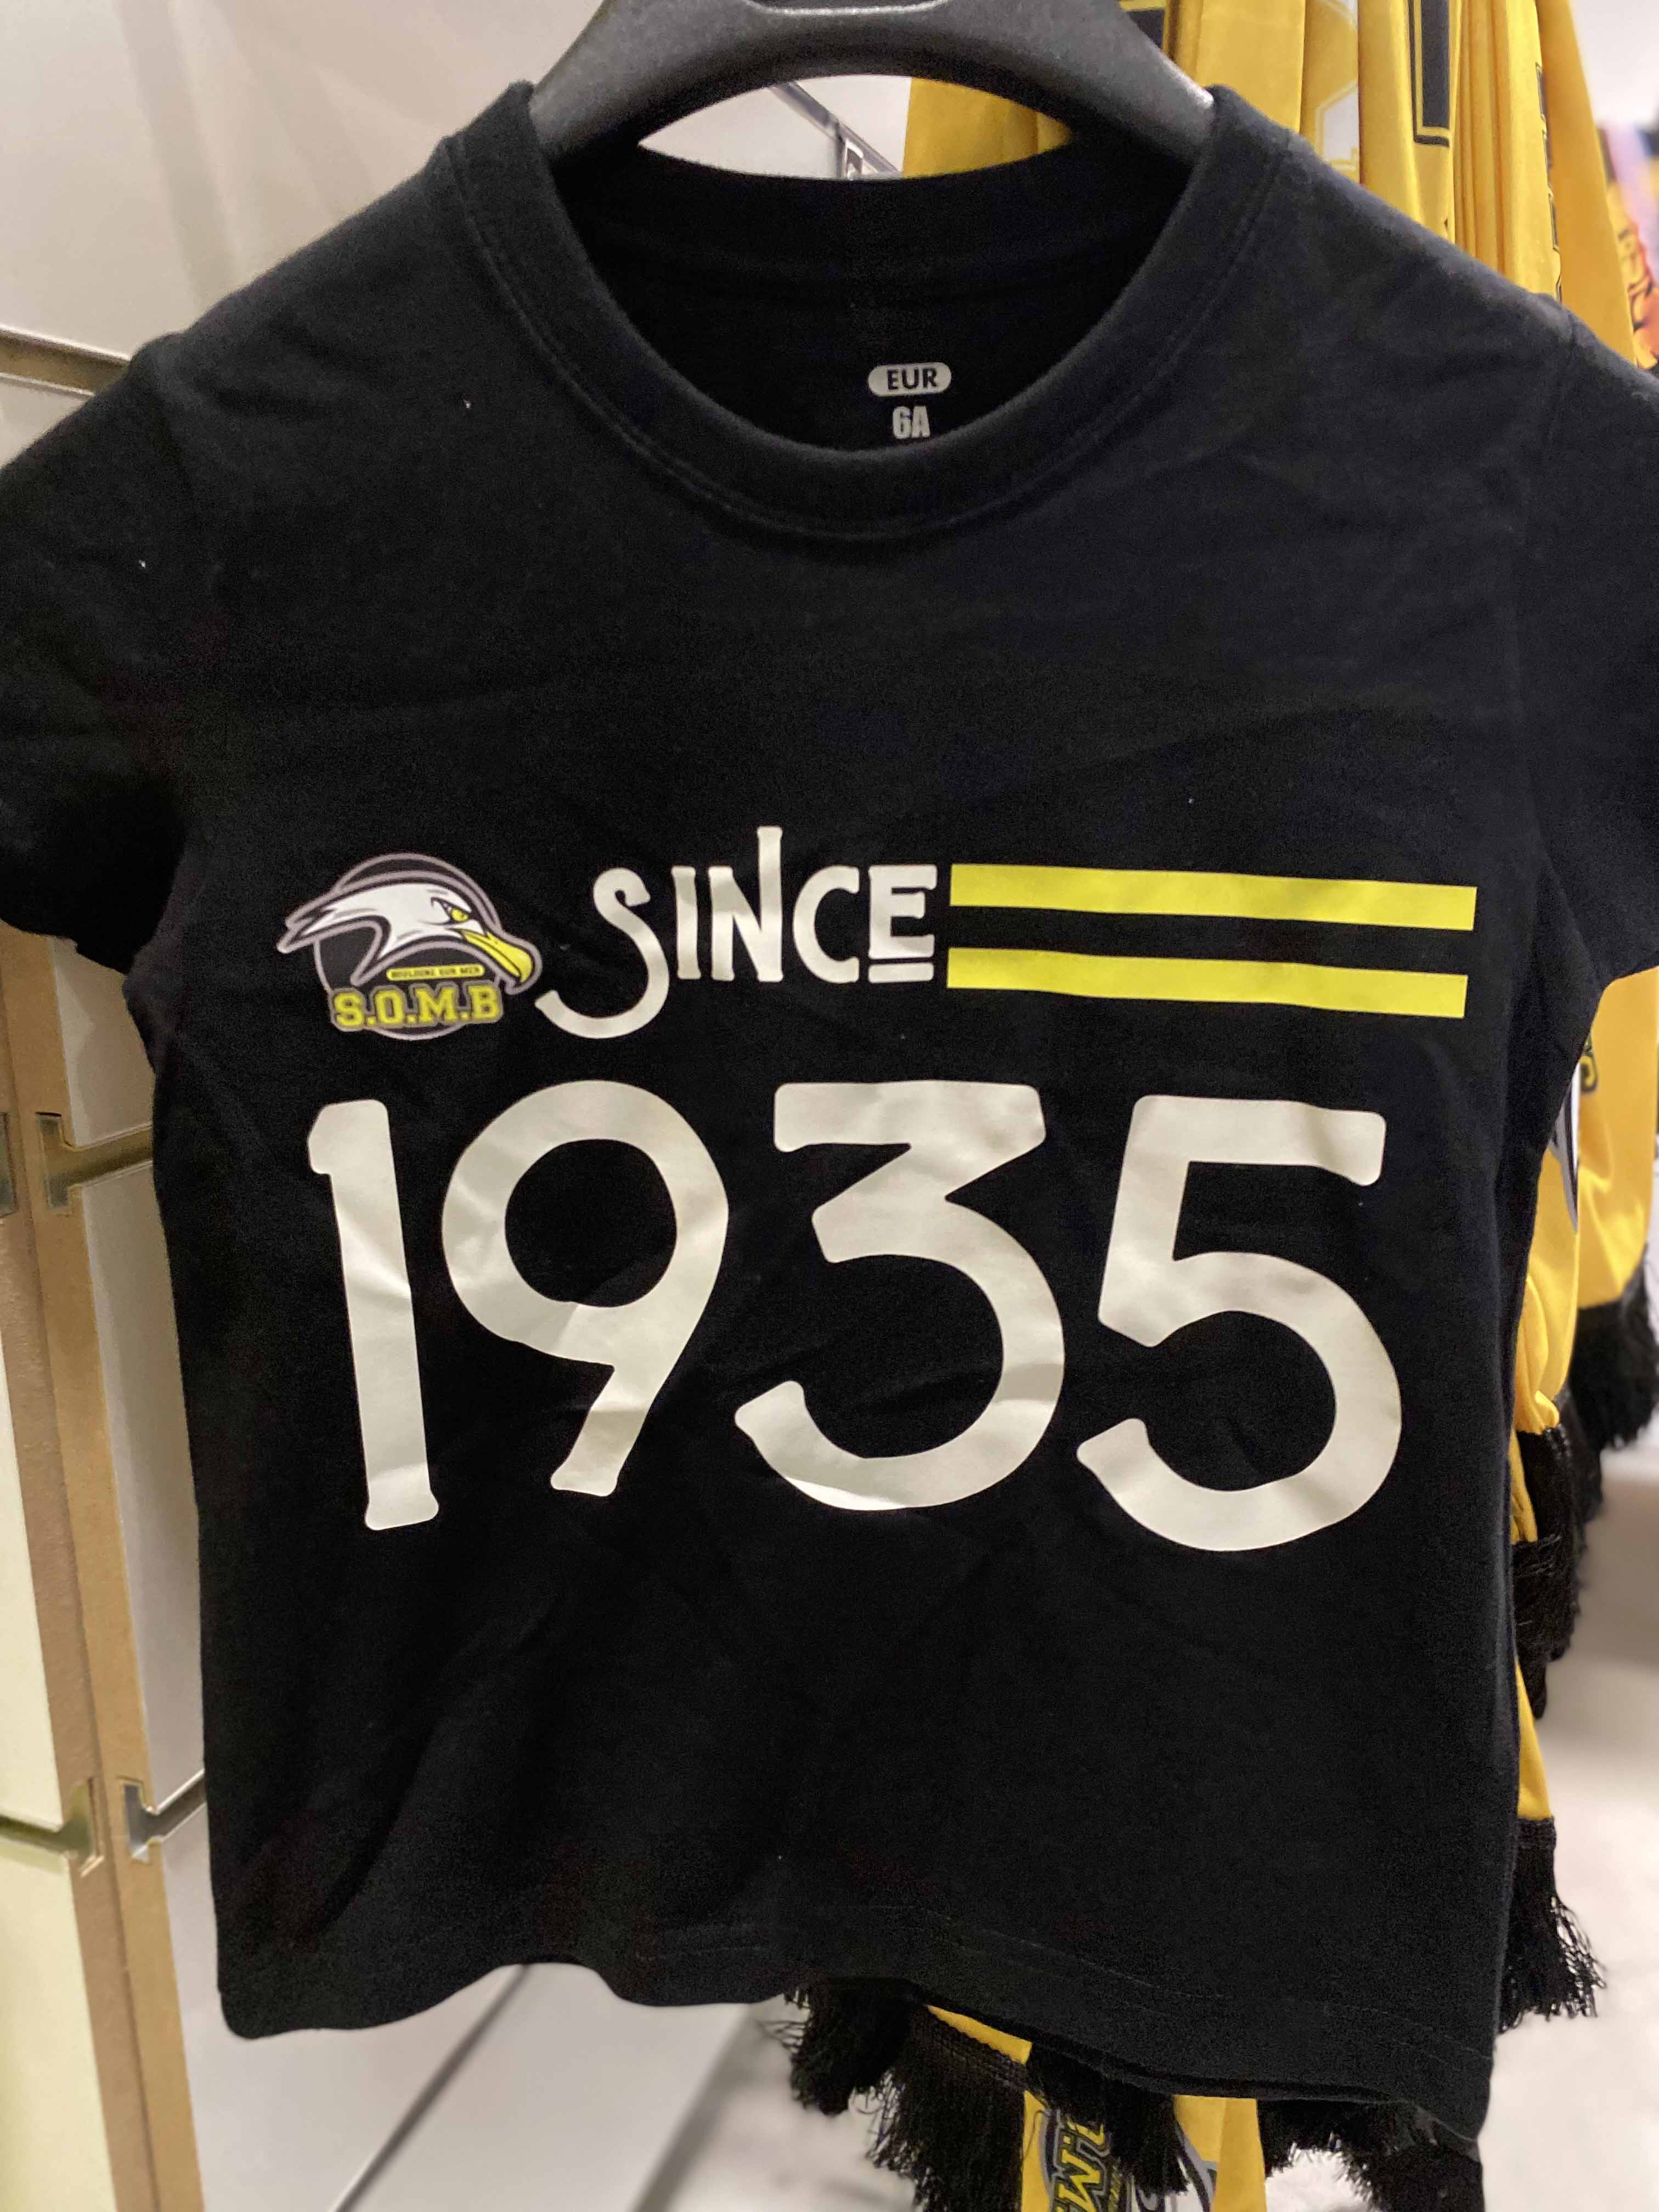 EUR
6A
SINCE
BOULOGNE SUR MER
S.O.M.B
1935